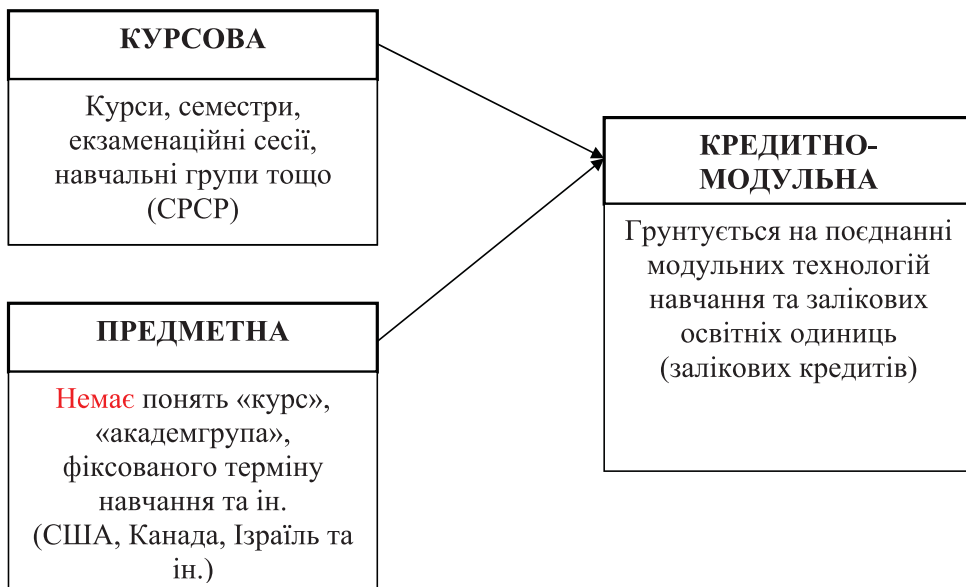 КУРСОВА
Курси, семестри,
екзаменаційні сесії,
навчальні групи тощо
(СРСР)
ПРЕДМЕТНА
Немає понять «курс»,
«академгрупа»,
фіксованого терміну
навчання та ін.
(США, Канада, Ізраїль та
ін.)
КРЕДИТНО-
МОДУЛЬНА
Грунтується на поєднанні
модульних технологій
навчання та залікових
освітніх одиниць
(залікових кредитів)